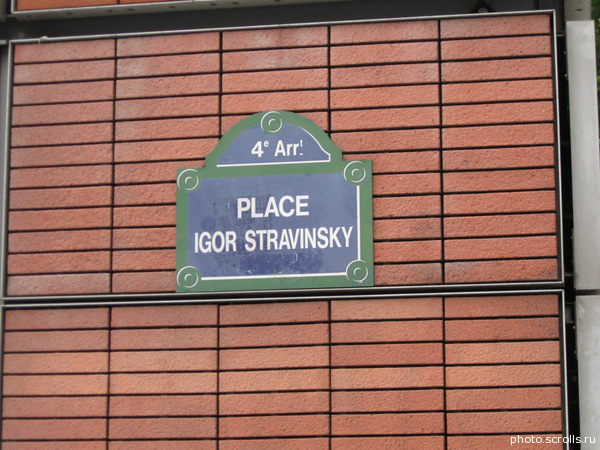 4e Arrt.
PLACE
IGOR STRAVINSKY
photo.scrolls.ru